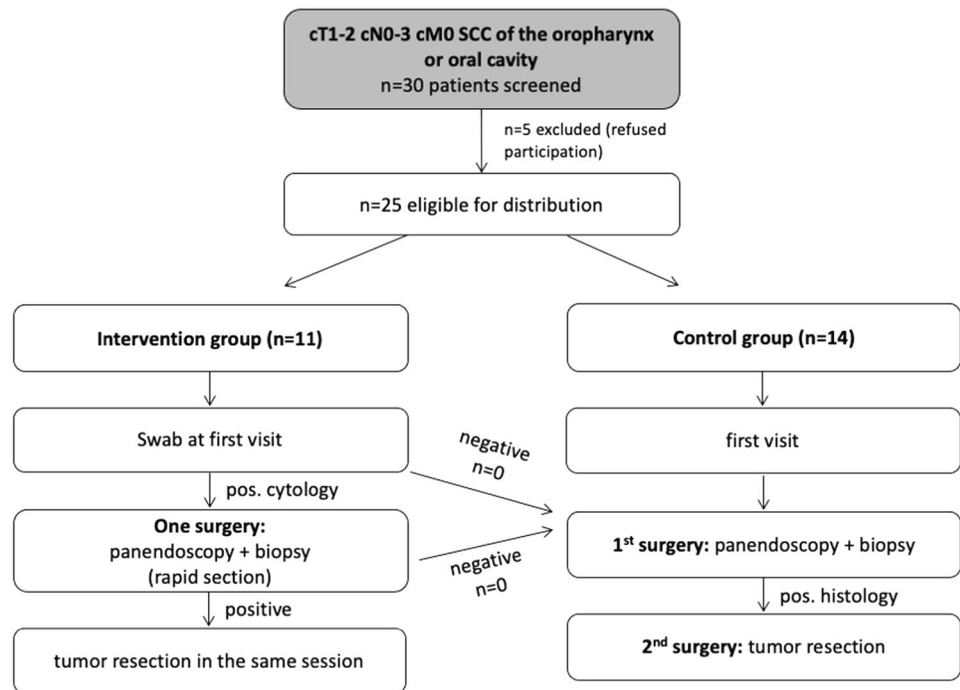 cT1-2 cN0-3 cM0 SCC of the oropharynx
or oral cavity
n=30 patients screened
n=5 excluded (refused
participation)
n=25 eligible for distribution
Intervention group (n=11)
Control group (n=14)
Swab at first visit
negative
n=0
first visit
pos. cytology
One surgery:
panendoscopy + biopsy
(rapid section)
negative
n=0
1st surgery: panendoscopy + biopsy
positive
pos. histology
tumor resection in the same session
2nd surgery: tumor resection